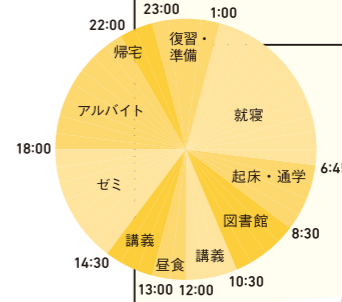 23:00
1:00
22:00
復習・
準備
帰宅
アルバイト
就寝
18:00
6:45
起床・通学
ゼミ
図書館
8:30
講義
講義
14:30
昼食
10:30
13:00
12:00